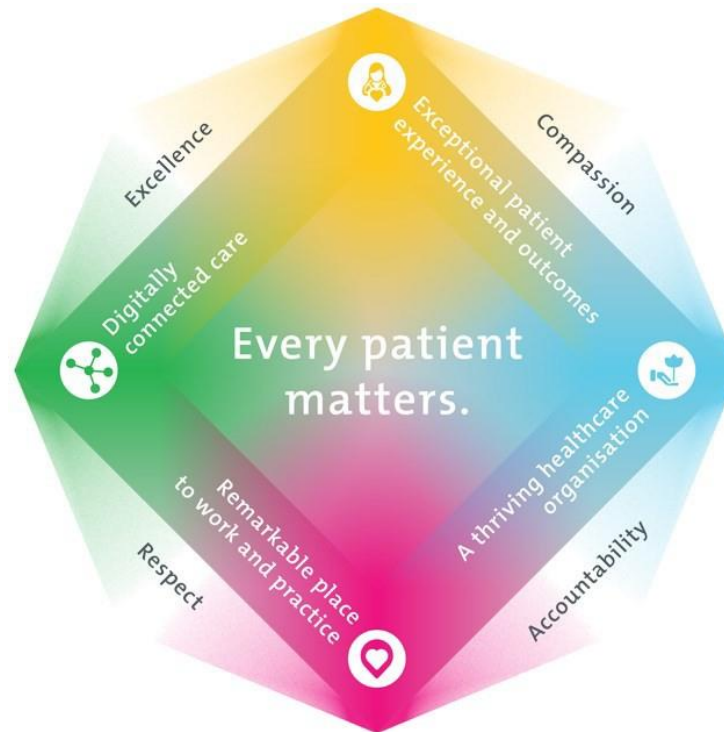 Excellence
Compassion
Exceptional patient
experience and outcomes
Digitally
connected care
Every patient
matters.
A thriving healthcare
organisation
Remarkable place
to work and practice
Respect
Accountability